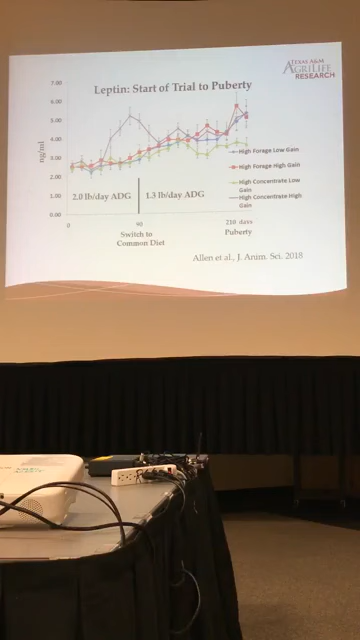 TEXAS A&M
AGRILIFE
RESEARCH
Leptin: Start of Trial to Puberty
7.00
6.00
5.00
4.00
3.00
2.00
1.00
0.00
ng/ml
High Forage Low Gain
High Forage High Gain
High Concentrate Low
Gain
High Concentrate High
Gain
2.0 lb/day ADG
1.3 lb/day ADG
0
90
210 days
Switch to
Common Diet
Puberty
Allen et al., J. Anim. Sci. 2018